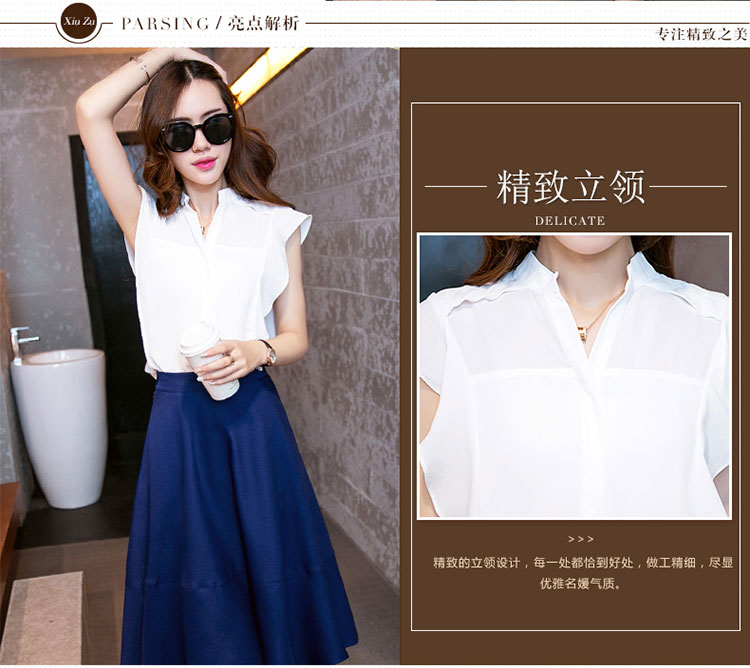 Xiu Zu
PARSING / 亮点解析
专注精致之美
精致立领
DELICATE
>>>
精致的立领设计，每一处都恰到好处，做工精细，尽显
优雅名媛气质。